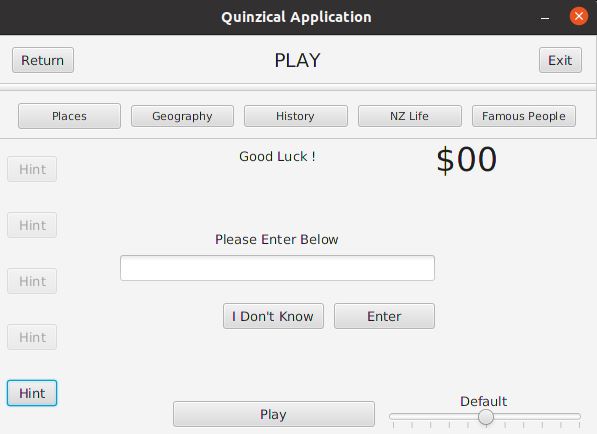 Quinzical Application
Return PLAY Exit
Places Geography History NZ Life Famous People
Good Luck ! $00
Hint
Hint
Please Enter Below
Hint
I Don't Know Enter
Hint
Hint
Default
Play